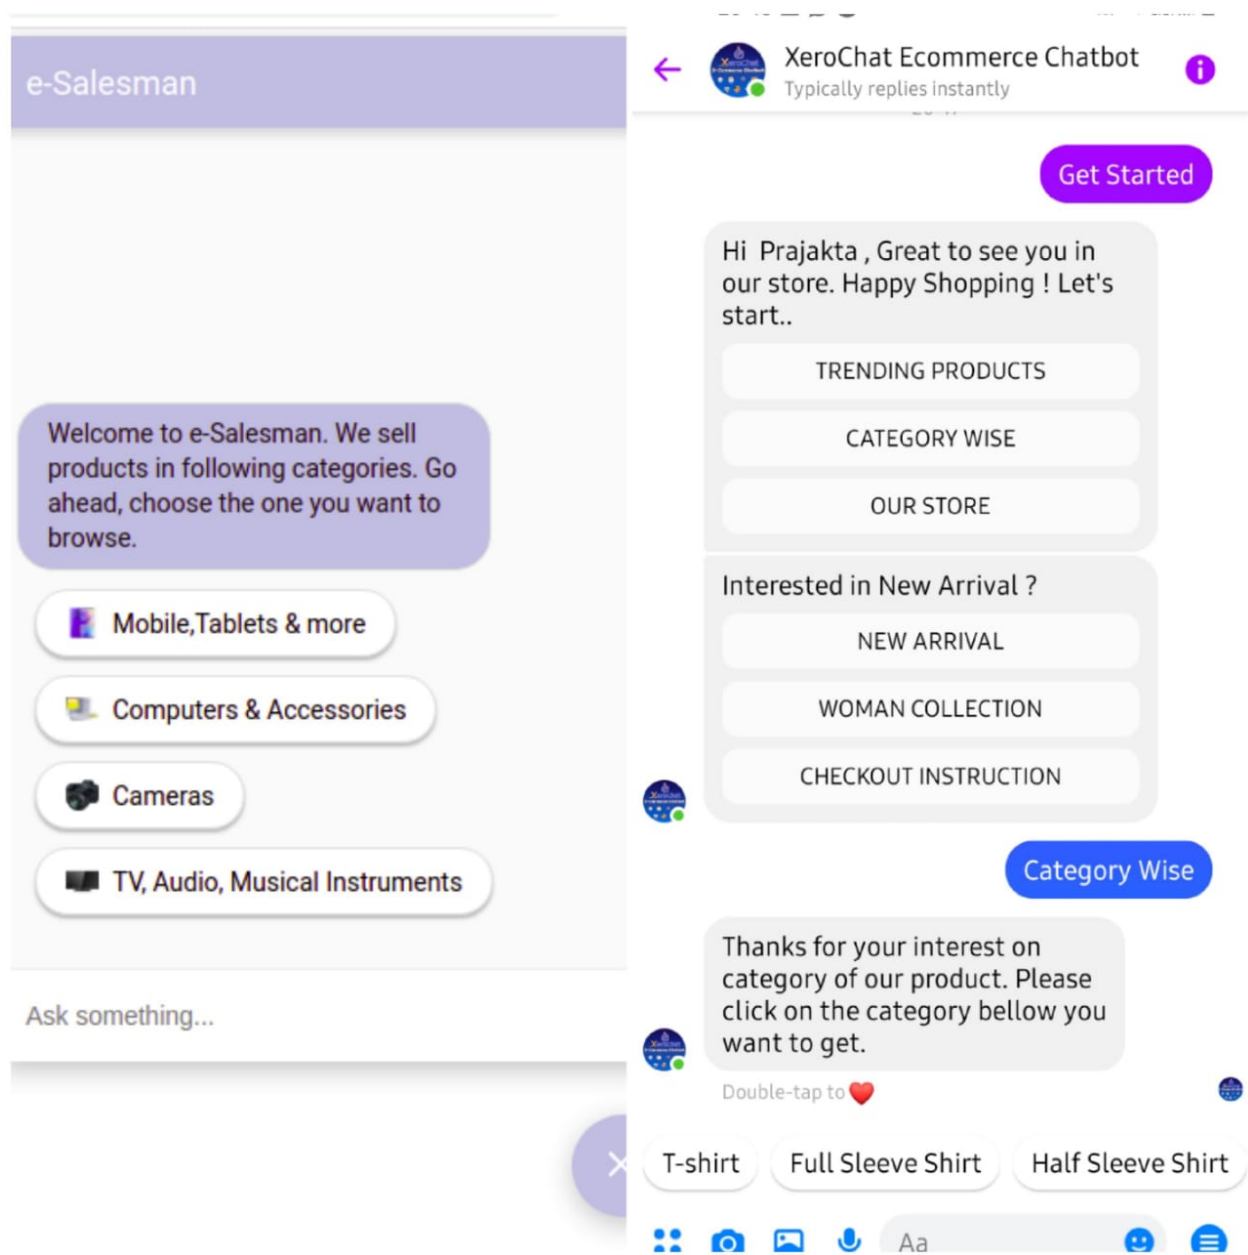 e-Salesman
Welcome to e-Salesman. We sell
products in following categories. Go
ahead, choose the one you want to
browse.
Mobile,Tablets & more
Computers & Accessories
Cameras
TV, Audio, Musical Instruments
Ask something...
XeroChat Ecommerce Chatbot
Typically replies instantly
Get Started
Hi Prajakta , Great to see you in
our store. Happy Shopping ! Let's
start..
TRENDING PRODUCTS
CATEGORY WISE
OUR STORE
Interested in New Arrival ?
NEW ARRIVAL
WOMAN COLLECTION
CHECKOUT INSTRUCTION
Category Wise
Thanks for your interest on
category of our product. Please
click on the category bellow you
want to get.
Double-tap to
T-shirt
Full Sleeve Shirt
Half Sleeve Shirt
Aa